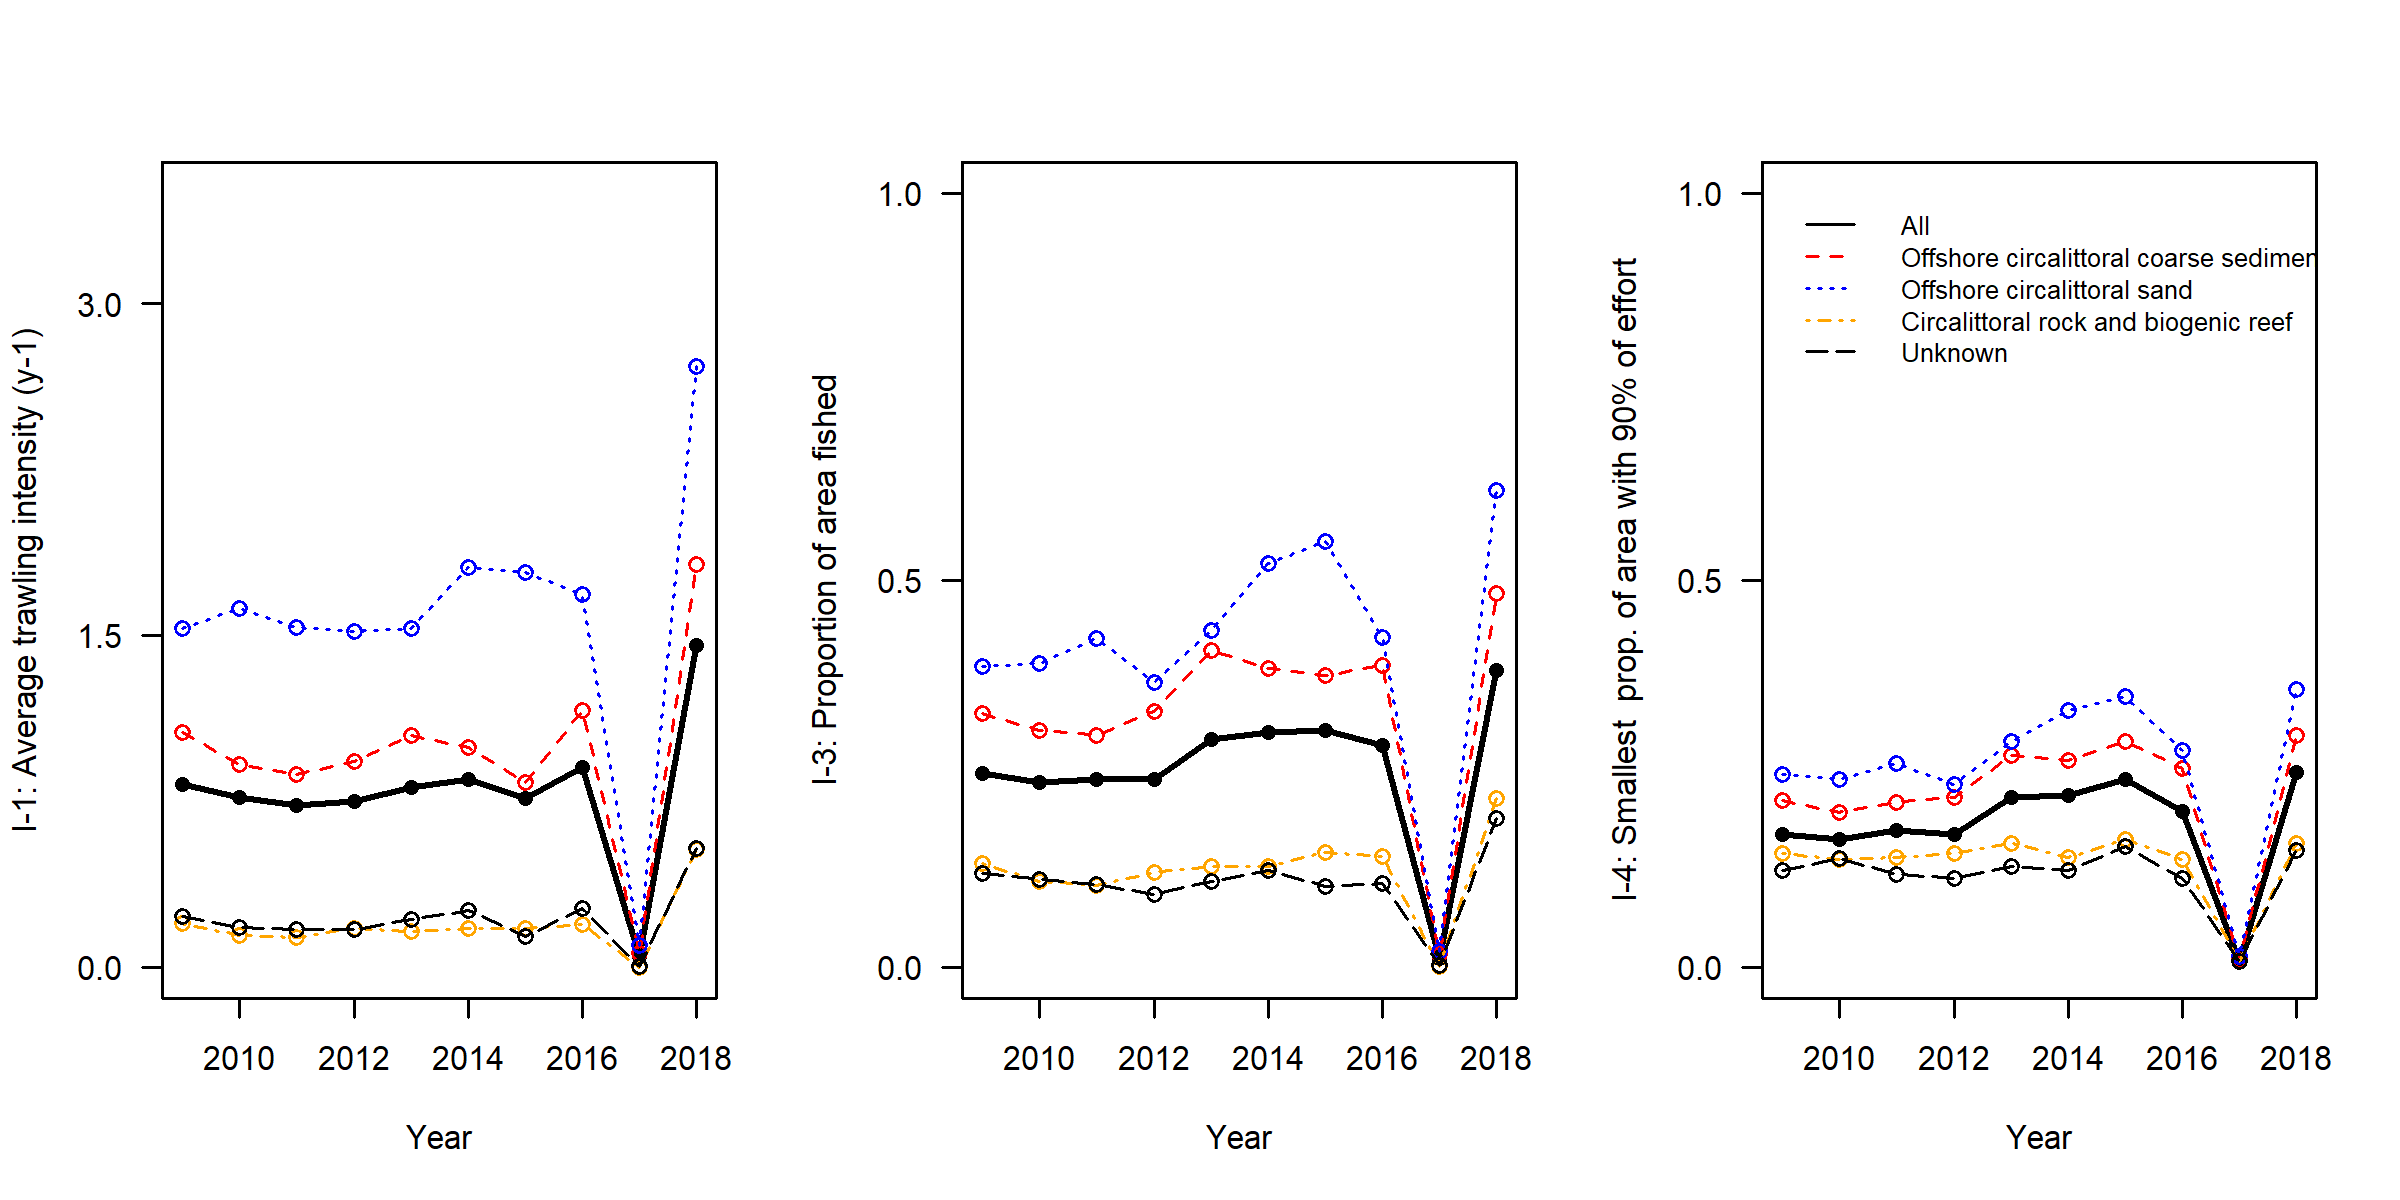 I-1: Average trawling intensity (y-1)
3.0
1.5
0.0
2010 2012 2014 2016 2018
Year
I-3: Proportion of area fished
1.0
0.5
0.0
2010 2012 2014 2016 2018
Year
I-4: Smallest prop. of area with 90% of effort
1.0
0.5
0.0
All
Offshore circalittoral coarse sedimen
Offshore circalittoral sand
Circalittoral rock and biogenic reef
Unknown
2010 2012 2014 2016 2018
Year